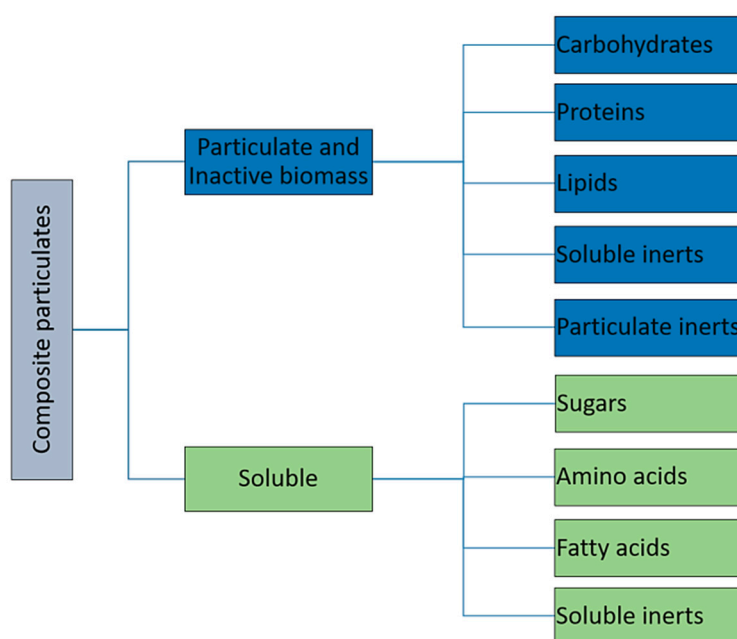 Composite particulates
Particulate and
Inactive biomass
Carbohydrates
Proteins
Lipids
Soluble inerts
Particulate inerts
Soluble
Sugars
Amino acids
Fatty acids
Soluble inerts